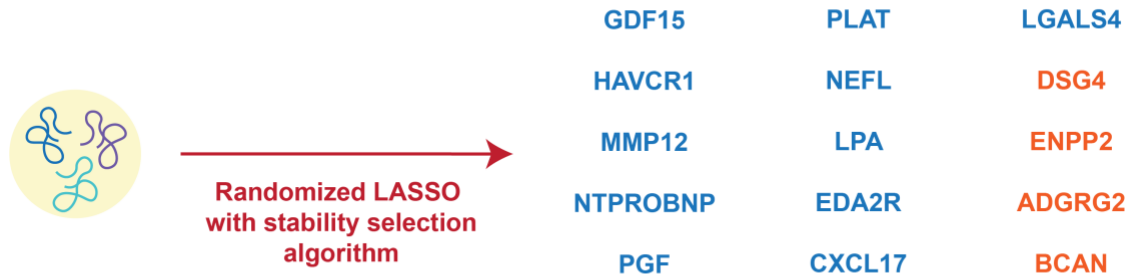 GDF15 PLAT LGALS4
HAVCR1 NEFL DSG4
MMP12 LPA ENPP2
Randomized LASSO
with stability selection
algorithm
NTPROBNP EDA2R ADGRG2
PGF CXCL17 BCAN